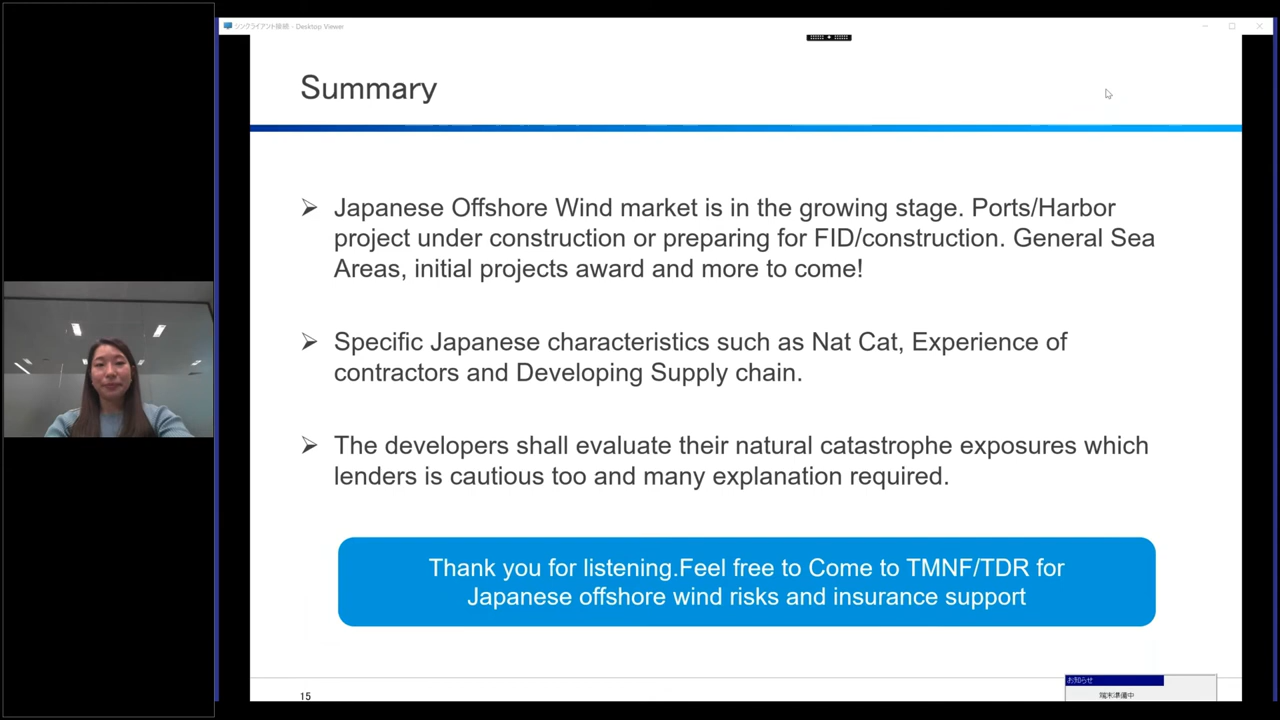 シンクライアント接続 - Desktop Viewer
Summary
➢ Japanese Offshore Wind market is in the growing stage. Ports/Harbor
project under construction or preparing for FID/construction. General Sea
Areas, initial projects award and more to come!
➢ Specific Japanese characteristics such as Nat Cat, Experience of
contractors and Developing Supply chain.
➢ The developers shall evaluate their natural catastrophe exposures which
lenders is cautious too and many explanation required.
Thank you for listening.Feel free to Come to TMNF/TDR for
Japanese offshore wind risks and insurance support
15
お知らせ
端末準備中